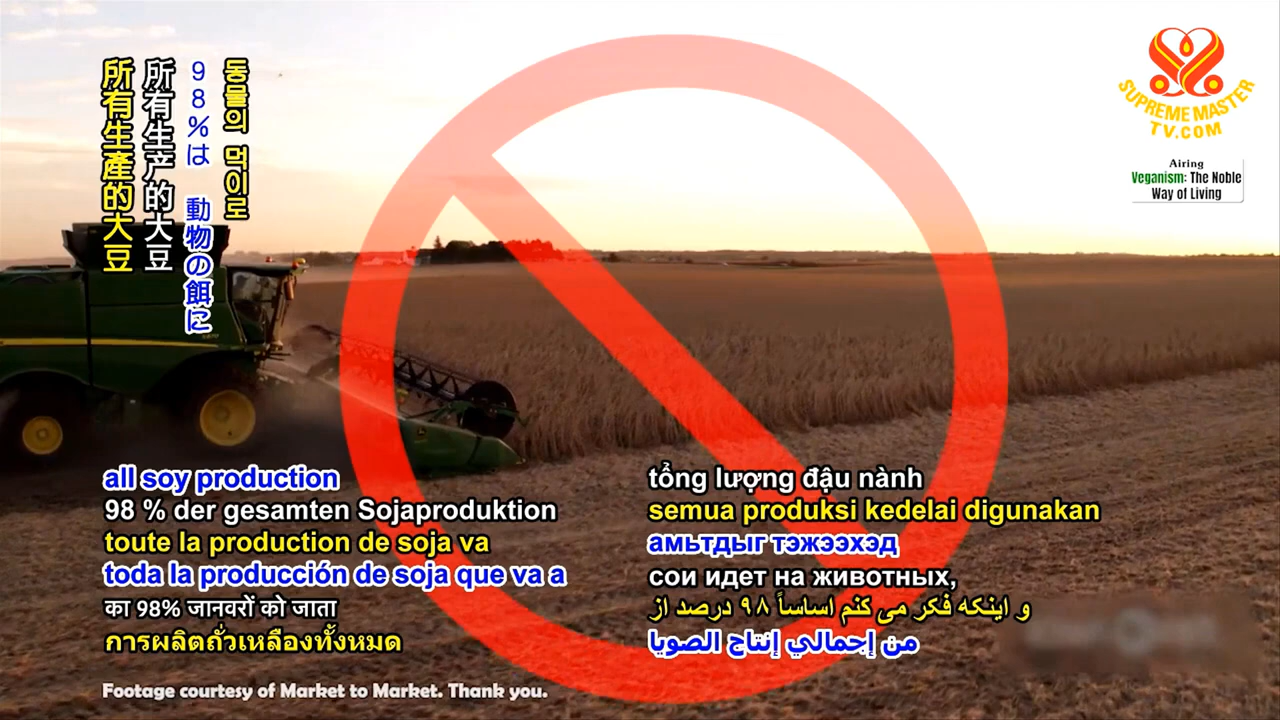 所有生產的大豆
所有生产的大豆
98%は 動物の餌に
동물의 먹이로
SUPREME MASTER
TV.COM
Airing
Veganism: The Noble
Way of Living
all soy production
98 % der gesamten Sojaproduktion
toute la production de soja va
toda la producción de soja que va a
का 98% जानवरों को जाता
การผลิตถั่วเหลืองทั้งหมด
tổng lượng đậu nành
semua produksi kedelai digunakan
амьтдыг тэжээхэд
сои идет на животных,
و اینکه فکر می کنم اساساً ۹۸ درصد از
من إجمالي إنتاج الصويا
Footage courtesy of Market to Market. Thank you.